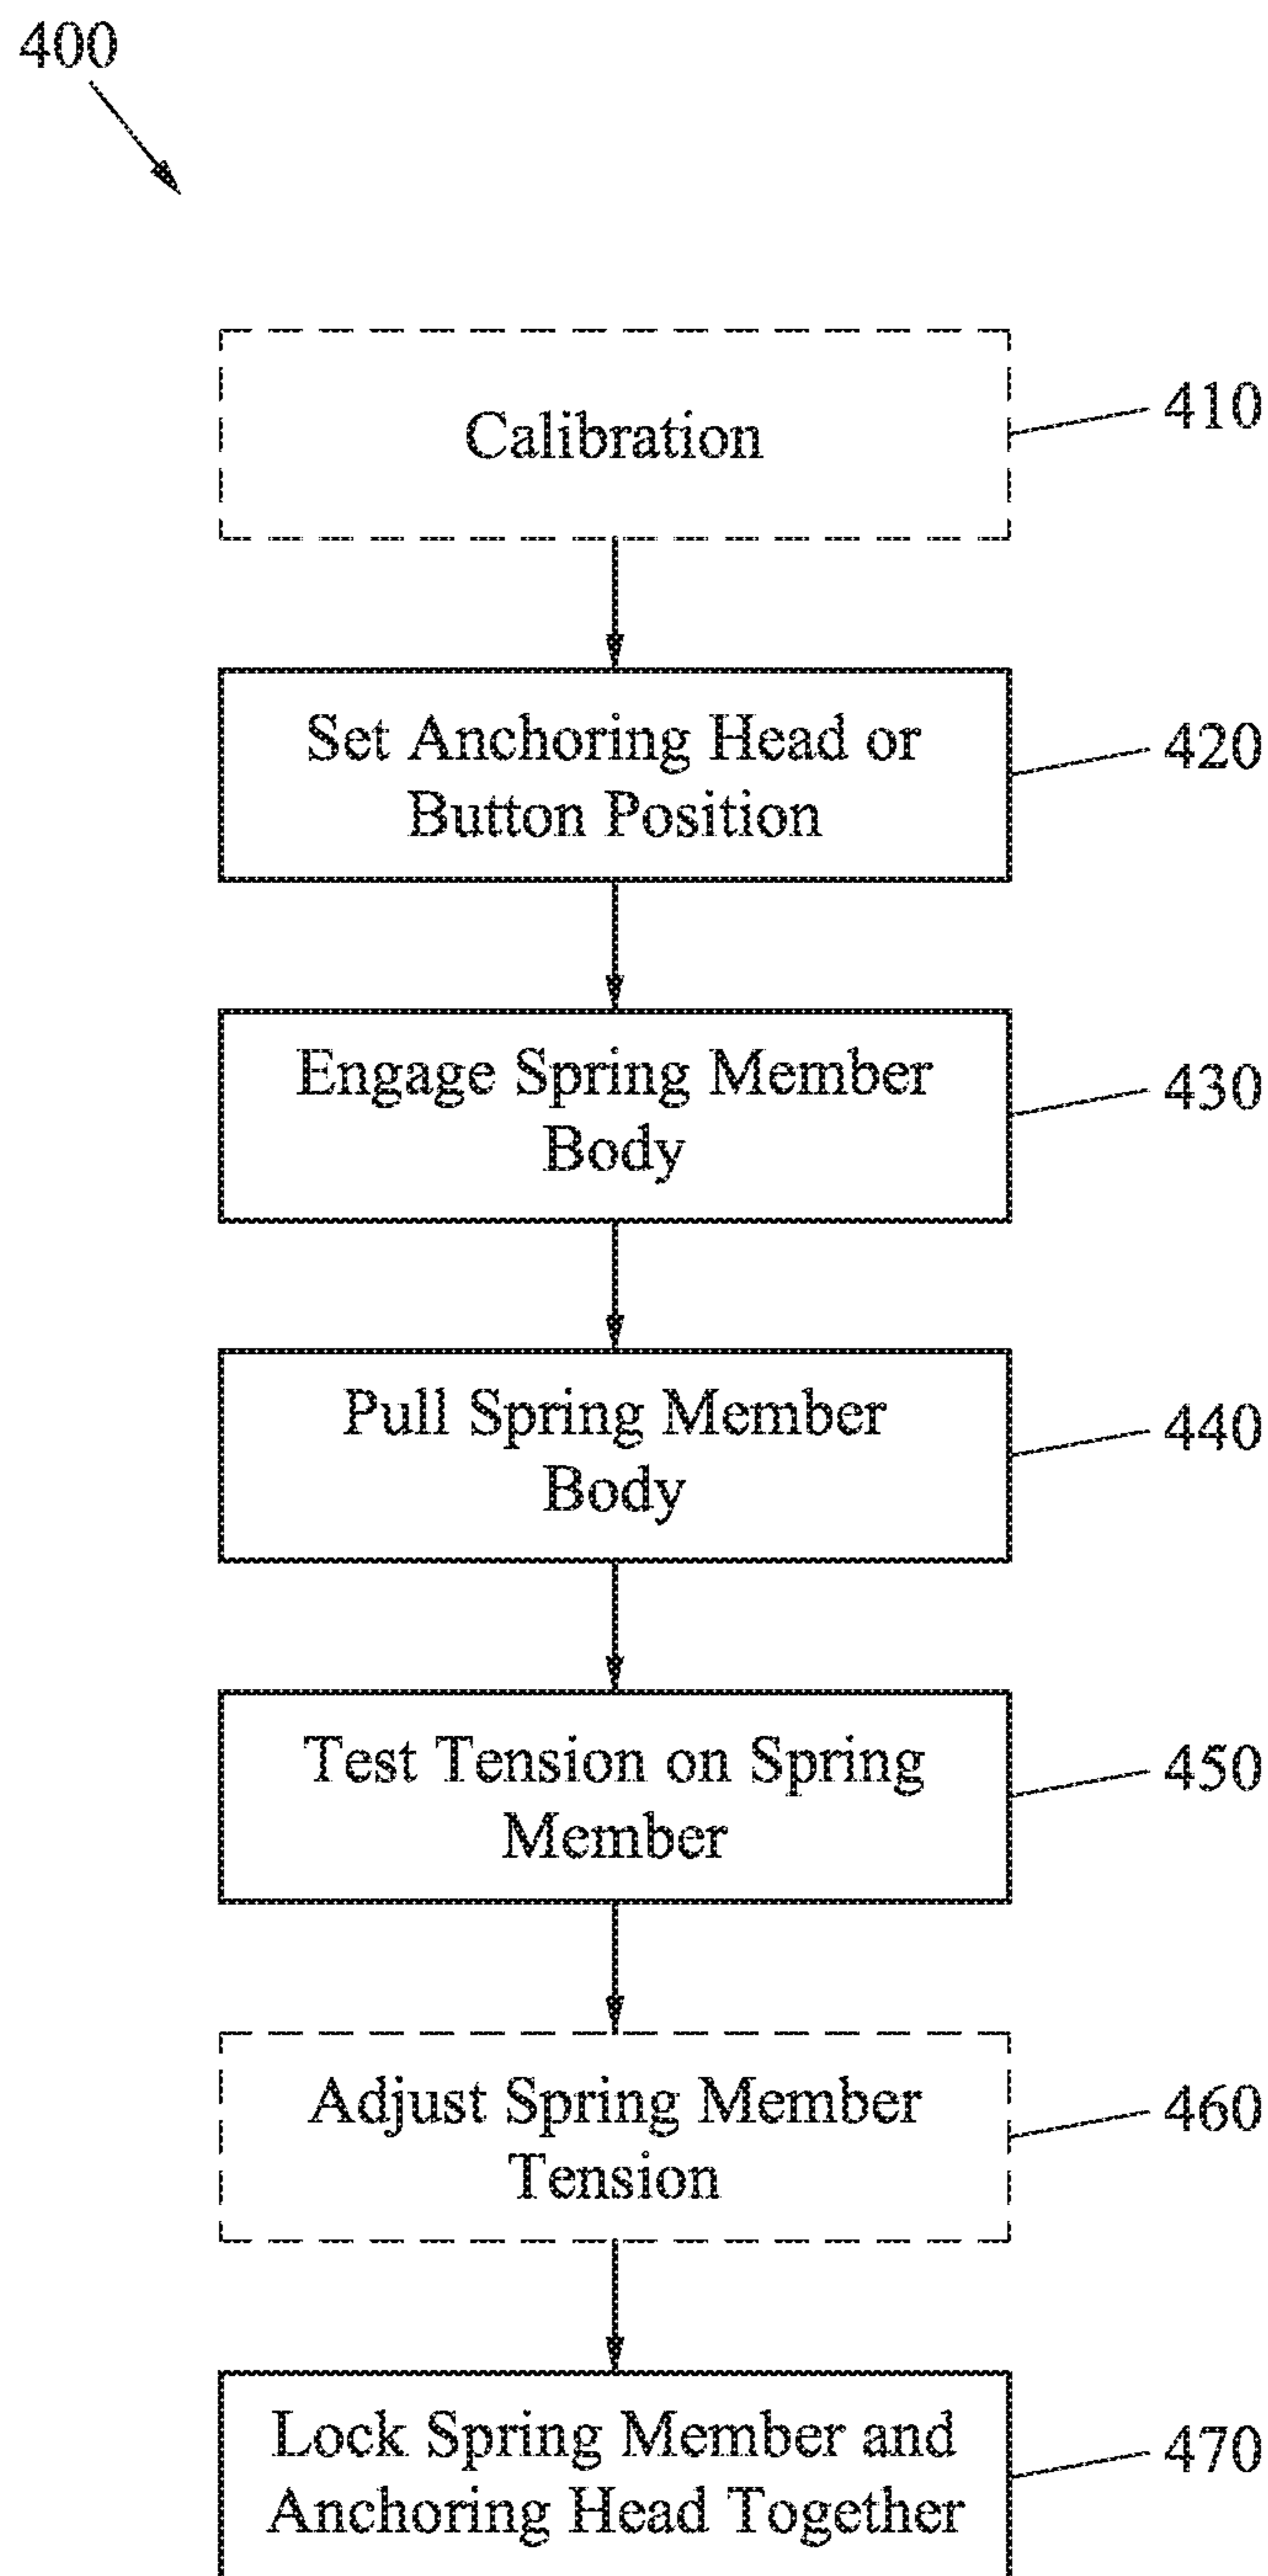 400
Calibration
410
Set Anchoring Head or
Button Position
420
Engage Spring Member
Body
430
Pull Spring Member
Body
440
Test Tension on Spring
Member
450
Adjust Spring Member
Tension
460
Lock Spring Member and
Anchoring Head Together
470